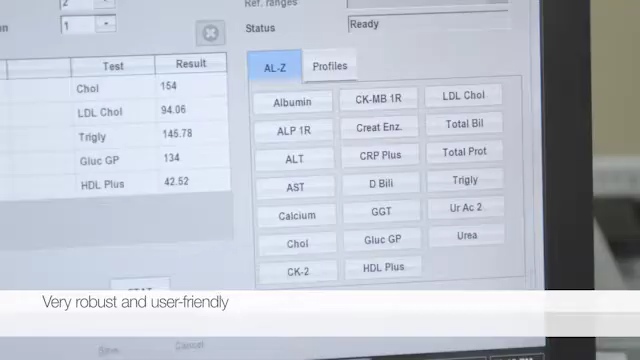 2
Ref. ranges
1
Status
Ready
Test Result
Chol 154
LDL Chol 94.06
Trigly 145.78
Gluc GP 134
HDL Plus 42.52
AL-Z Profiles
Albumin CK-MB 1R LDL Chol
ALP 1R Creat Enz. Total Bil
ALT CRP Plus Total Prot
AST D Bili Trigly
Calcium GGT Ur Ac 2
Chol Gluc GP Urea
CK-2 HDL Plus
Very robust and user-friendly
Save Cancel